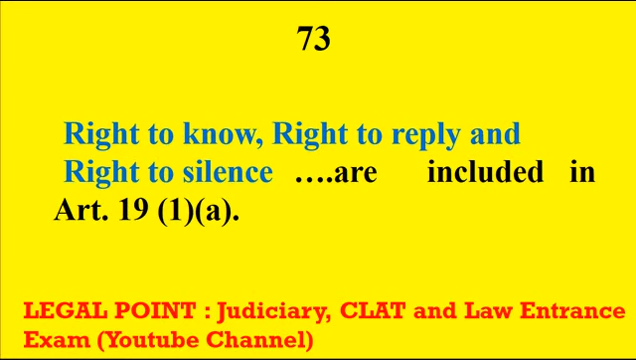 73
Right to know, Right to reply and
Right to silence ….are included in
Art. 19 (1)(a).
LEGAL POINT : Judiciary, CLAT and Law Entrance
Exam (Youtube Channel)